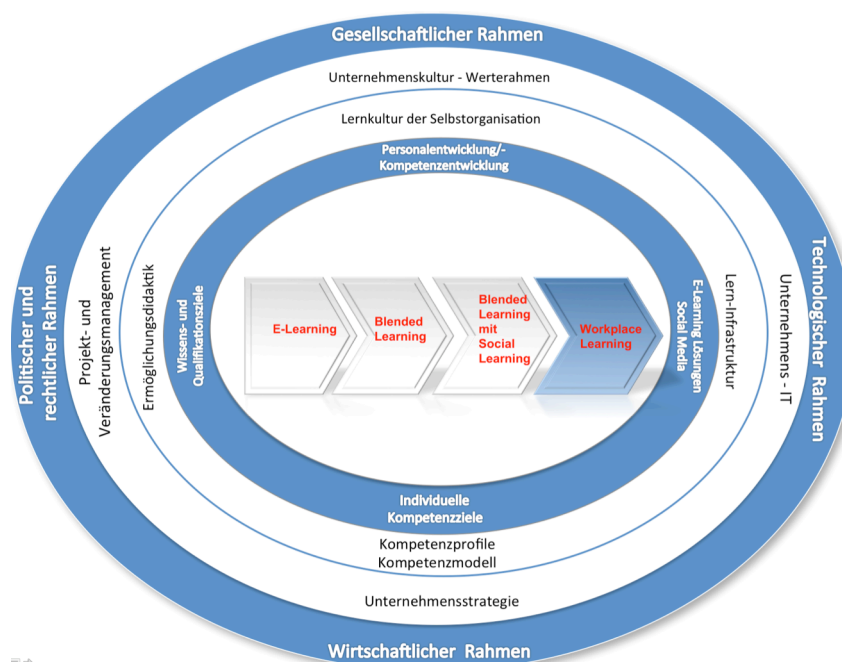 Gesellschaftlicher Rahmen
Unternehmenskultur - Werterahmen
Lernkultur der Selbstorganisation
Personalentwicklung/-
Kompetenzentwicklung
Politischer und
rechtlicher Rahmen
Projekt- und
Veränderungsmanagement
Ermöglichungsdidaktik
Wissens- und
Qualifikationsziele
E-Learning
Blended
Learning
Blended
Learning
mit
Social
Learning
Workplace
Learning
E-Learning Lösungen
Social Media
Lern-Infrastruktur
Unternehmens - IT
Technologischer Rahmen
Individuelle
Kompetenzziele
Kompetenzprofile
Kompetenzmodell
Unternehmensstrategie
Wirtschaftlicher Rahmen